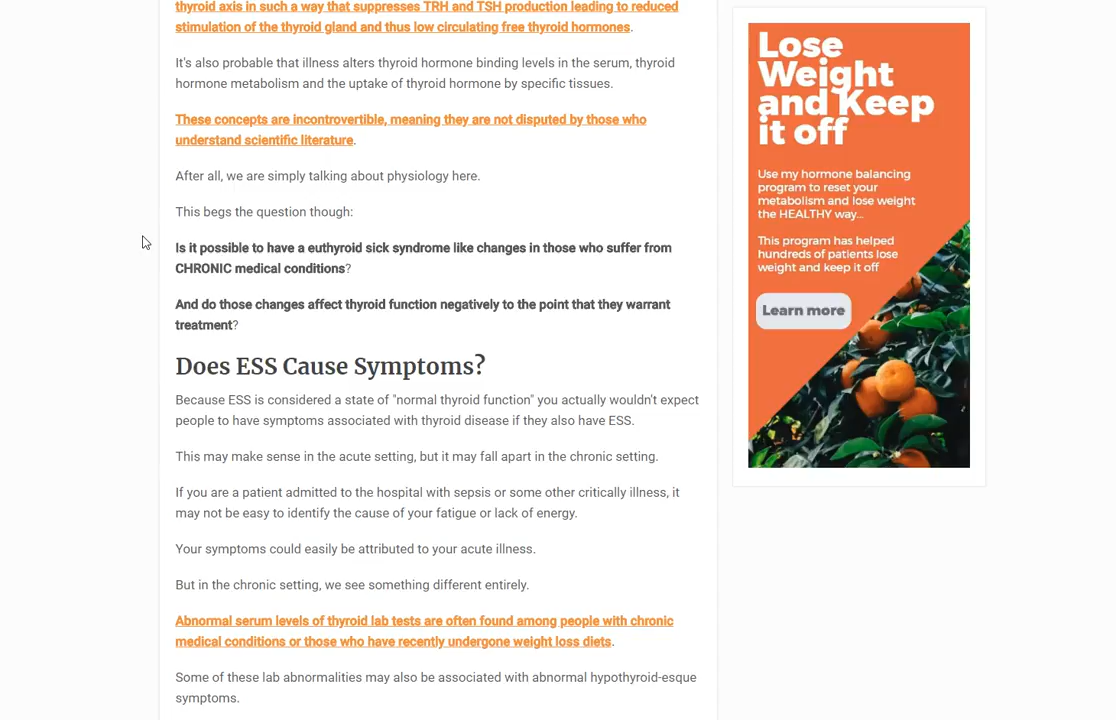 thyroid axis in such a way that suppresses TRH and TSH production leading to reduced
stimulation of the thyroid gland and thus low circulating free thyroid hormones.
It's also probable that illness alters thyroid hormone binding levels in the serum, thyroid
hormone metabolism and the uptake of thyroid hormone by specific tissues.
These concepts are incontrovertible, meaning they are not disputed by those who
understand scientific literature.
After all, we are simply talking about physiology here.
This begs the question though:
Is it possible to have a euthyroid sick syndrome like changes in those who suffer from
CHRONIC medical conditions?
And do those changes affect thyroid function negatively to the point that they warrant
treatment?
Does ESS Cause Symptoms?
Because ESS is considered a state of "normal thyroid function" you actually wouldn't expect
people to have symptoms associated with thyroid disease if they also have ESS.
This may make sense in the acute setting, but it may fall apart in the chronic setting.
If you are a patient admitted to the hospital with sepsis or some other critically illness, it
may not be easy to identify the cause of your fatigue or lack of energy.
Your symptoms could easily be attributed to your acute illness.
But in the chronic setting, we see something different entirely.
Abnormal serum levels of thyroid lab tests are often found among people with chronic
medical conditions or those who have recently undergone weight loss diets.
Some of these lab abnormalities may also be associated with abnormal hypothyroid-esque
symptoms.
Lose
Weight
and Keep
it off
Use my hormone balancing
program to reset your
metabolism and lose weight
the HEALTHY way...
This program has helped
hundreds of patients lose
weight and keep it off
Learn more